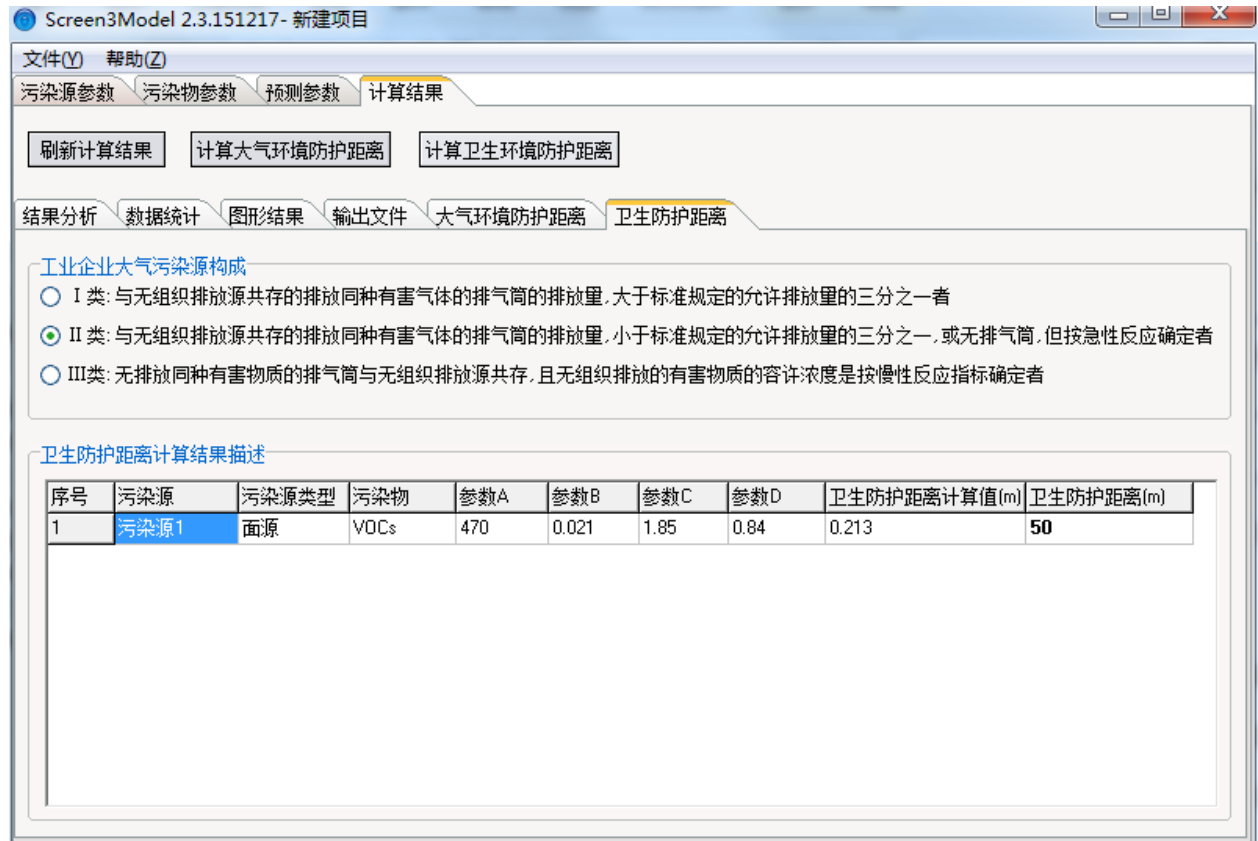 Screen3Model 2.3.151217- 新建项目
文件(Y) 帮助(Z)
污染源参数 污染物参数 预测参数 计算结果
刷新计算结果 计算大气环境防护距离 计算卫生环境防护距离
结果分析 数据统计 图形结果 输出文件 大气环境防护距离 卫生防护距离
工业企业大气污染源构成
I 类: 与无组织排放源共存的排放同种有害气体的排气筒的排放量,大于标准规定的允许排放量的三分之一者
II 类: 与无组织排放源共存的排放同种有害气体的排气筒的排放量,小于标准规定的允许排放量的三分之一,或无排气筒,但按急性反应确定者
III类: 无排放同种有害物质的排气筒与无组织排放源共存,且无组织排放的有害物质的容许浓度是按慢性反应指标确定者
卫生防护距离计算结果描述
序号 污染源 污染源类型 污染物 参数A 参数B 参数C 参数D 卫生防护距离计算值(m) 卫生防护距离(m)
1 污染源1 面源 VOCs 470 0.021 1.85 0.84 0.213 50